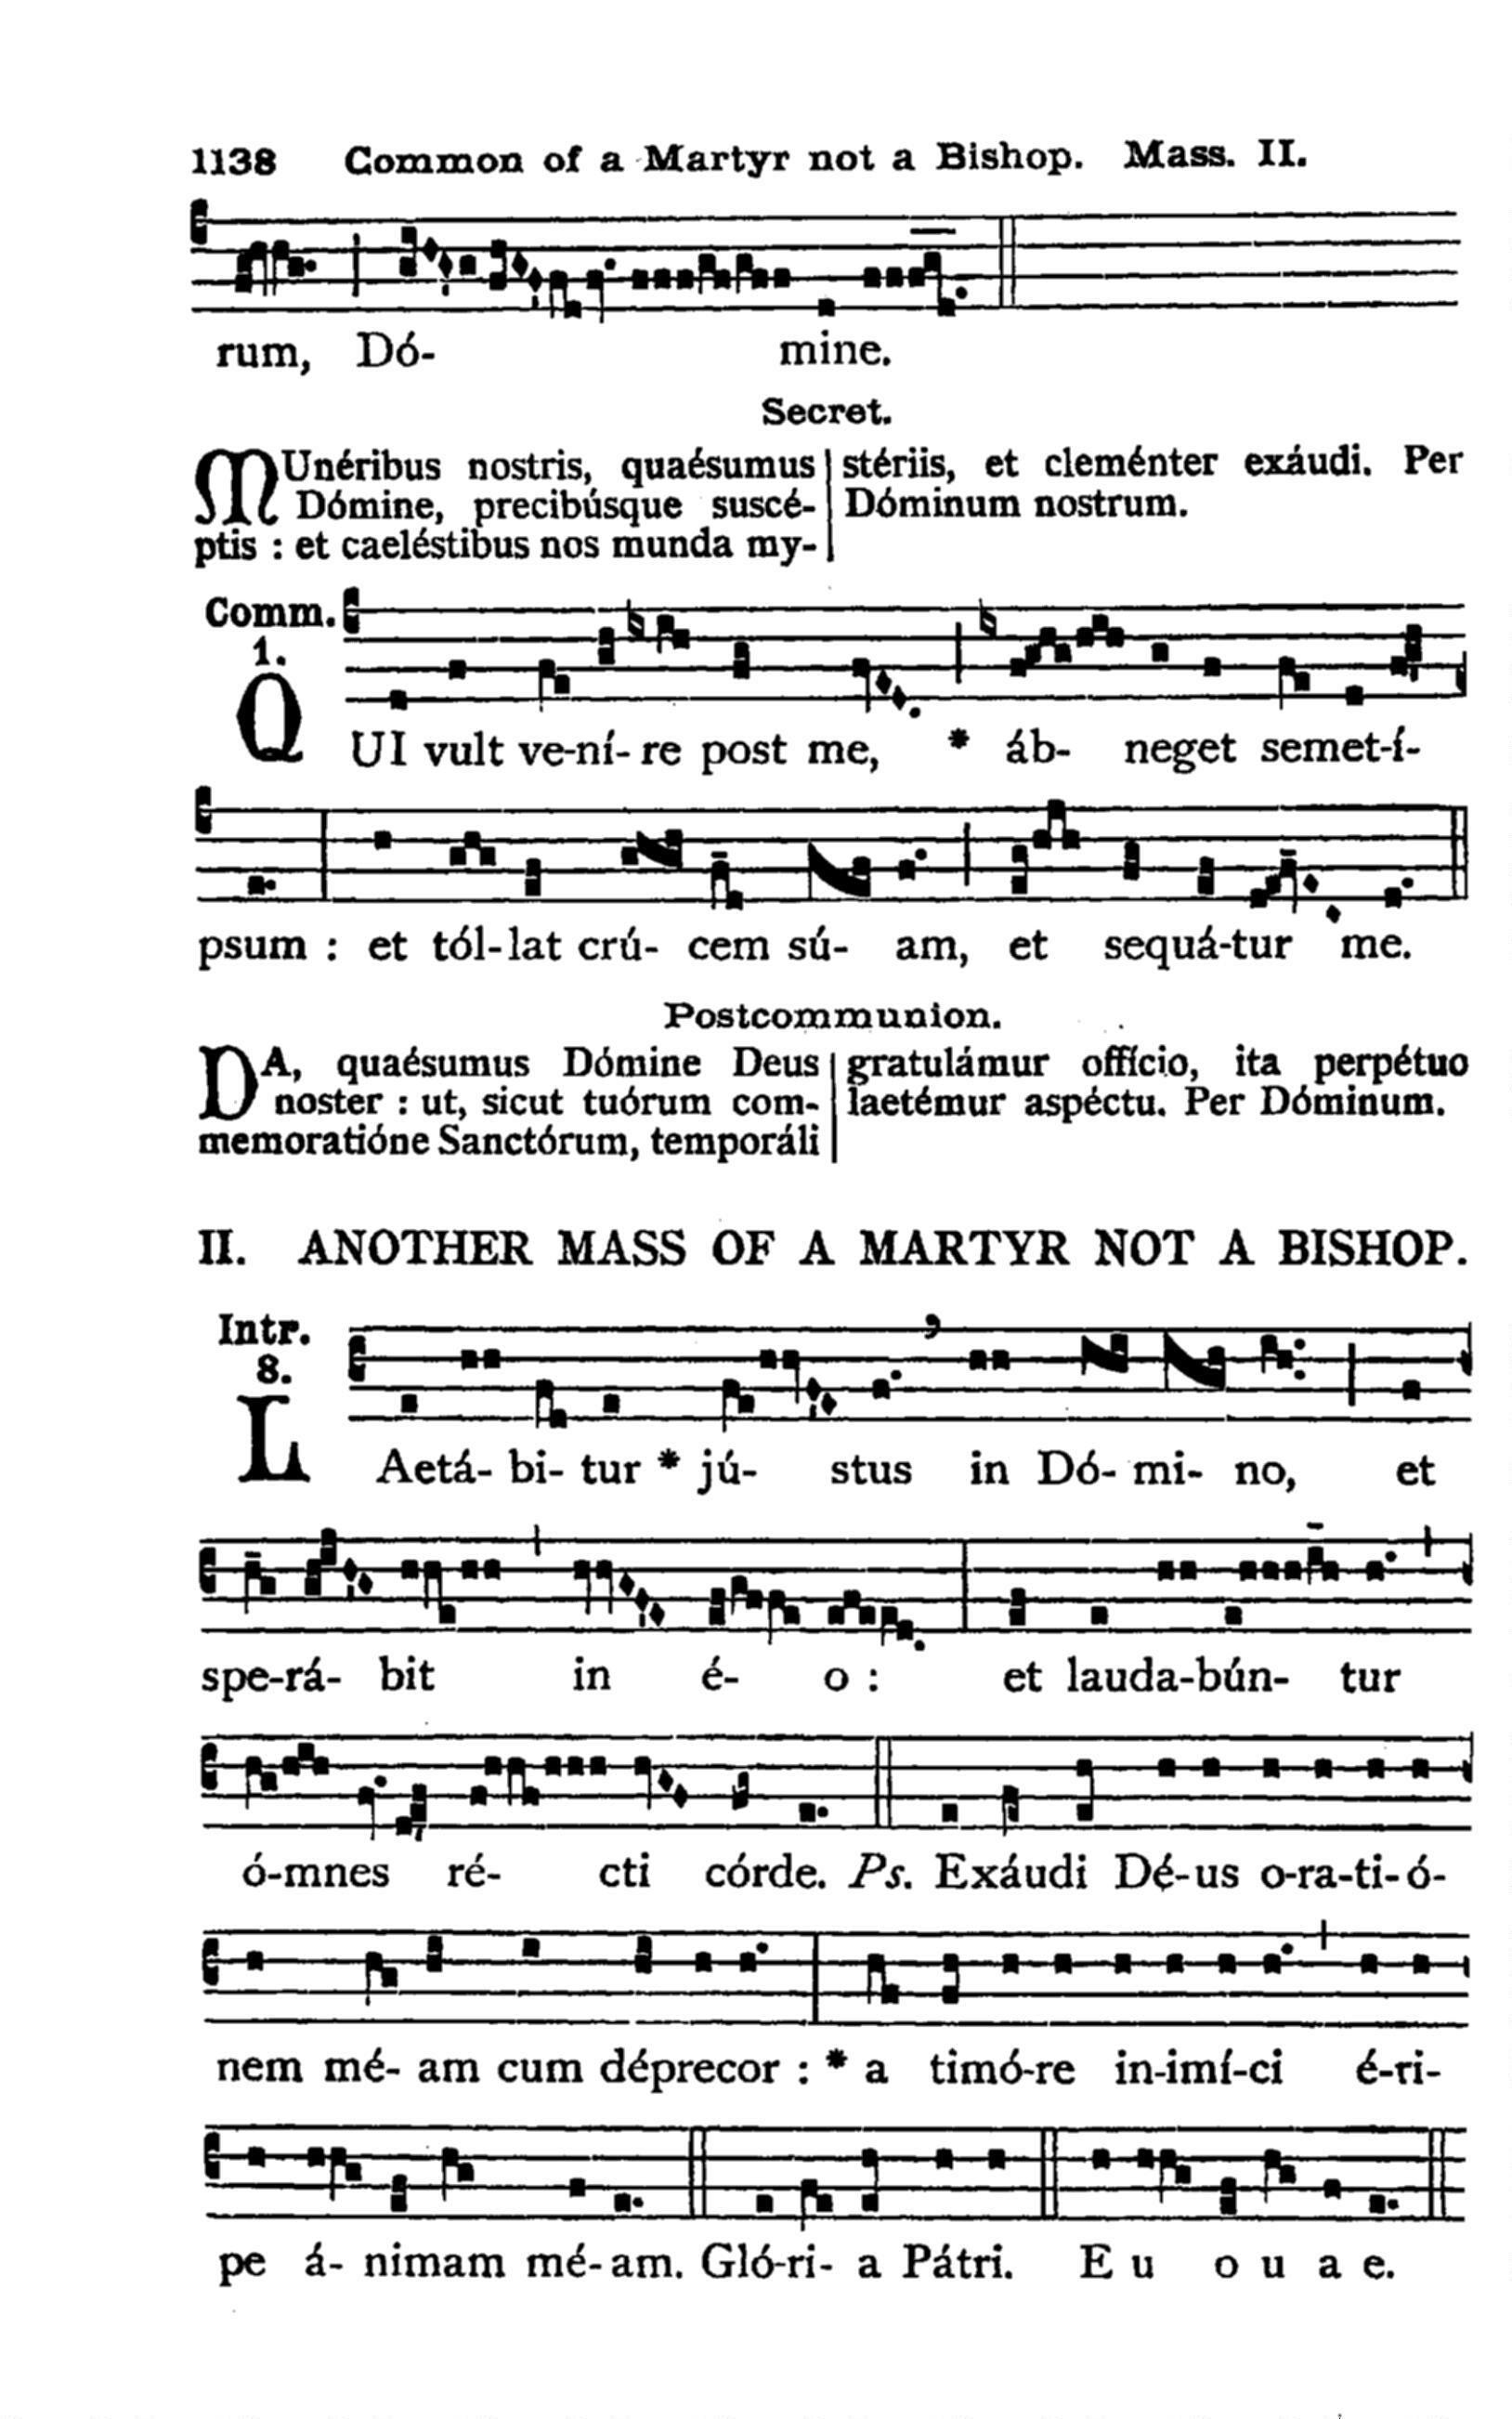 1138 Common of a Martyr not a Bishop. Mass. II.
rum, Dó- mine.
Secret.
MUnéribus nostris, quaésumus
Dómine, precibúsque suscé-
ptis : et caeléstibus nos munda my-
stériis, et cleménter exáudi. Per
Dóminum nostrum.
Comm.
1.
QUI vult ve-ní- re post me, * áb- neget semet-í-
psum : et tól-lat crú- cem sú- am, et sequá-tur me.
Postcommunion.
DA, quaésumus Dómine Deus
noster : ut, sicut tuórum com-
memoratióne Sanctórum, temporáli
gratulámur offício, ita perpétuo
laetémur aspéctu. Per Dóminum.
II. ANOTHER MASS OF A MARTYR NOT A BISHOP.
Intr.
8.
LAetá- bi- tur * jú- stus in Dó- mi- no, et
spe-rá- bit in é- o : et lauda-bún- tur
ó-mnes ré- cti córde. Ps. Exáudi Dé-us o-ra-ti-ó-
nem mé- am cum déprecor : * a timó-re in-imí-ci é-ri-
pe á- nimam mé-am. Gló-ri- a Pátri. E u o u a e.